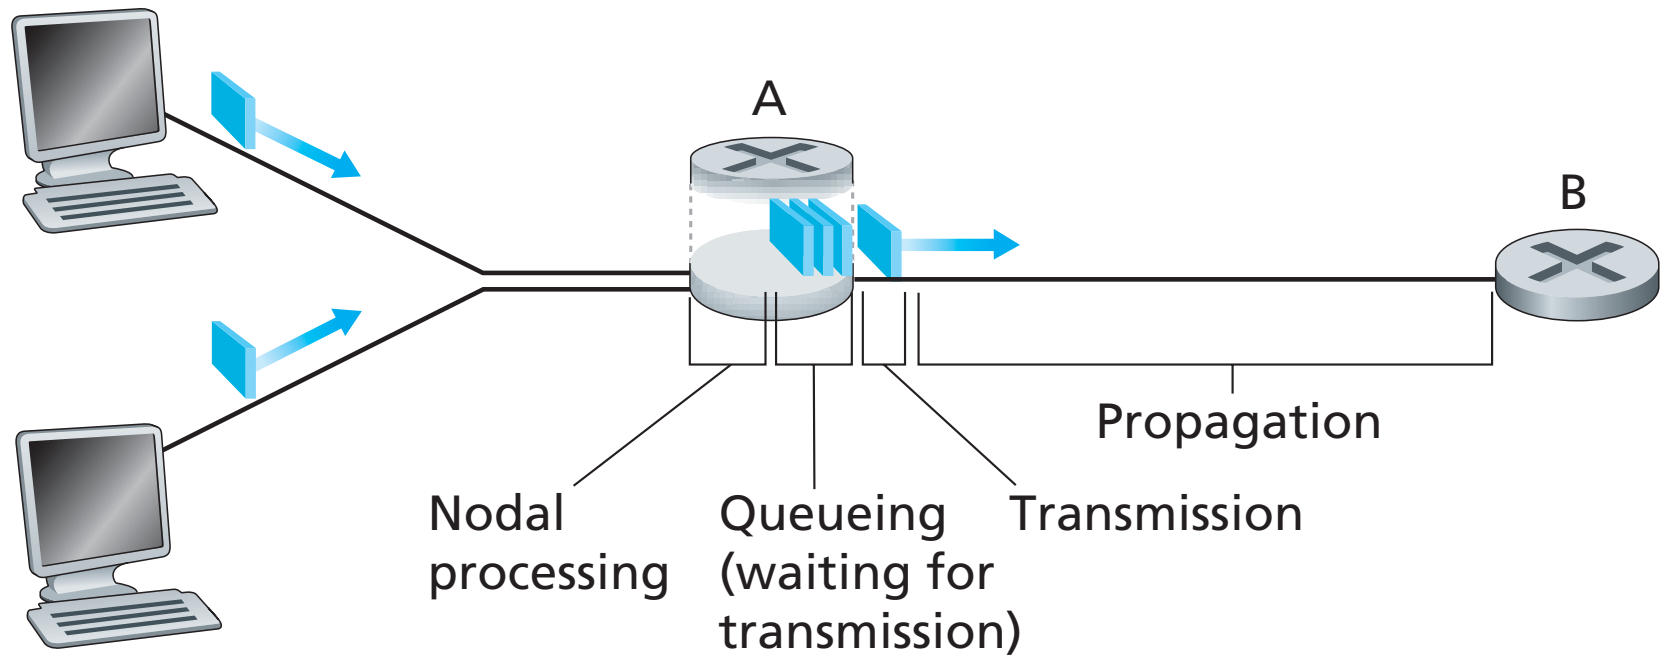 A
B
Propagation
Nodal
processing
Queueing
(waiting for
transmission)
Transmission